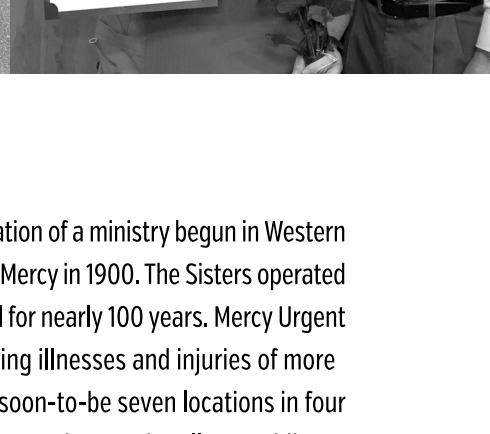 ation of a ministry begun in Western
Mercy in 1900. The Sisters operated
for nearly 100 years. Mercy Urgent
ing illnesses and injuries of more
soon-to-be seven locations in four